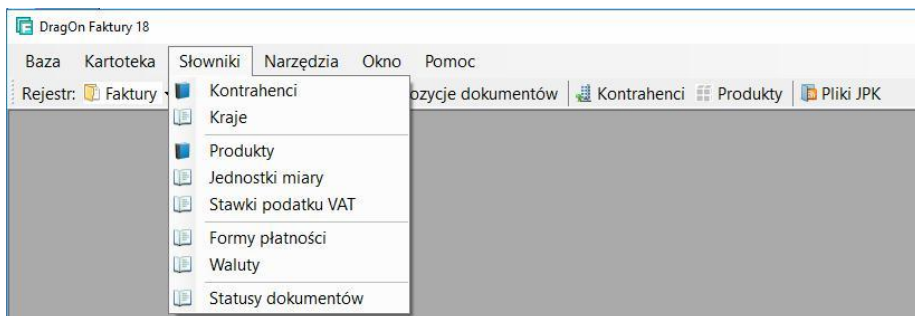 DragOn Faktury 18
Baza Kartoteka Słowniki Narzędzia Okno Pomoc
Rejestr: Faktury ozycje dokumentów Kontrahenci Produkty Pliki JPK
Kontrahenci
Kraje
Produkty
Jednostki miary
Stawki podatku VAT
Formy płatności
Waluty
Statusy dokumentów